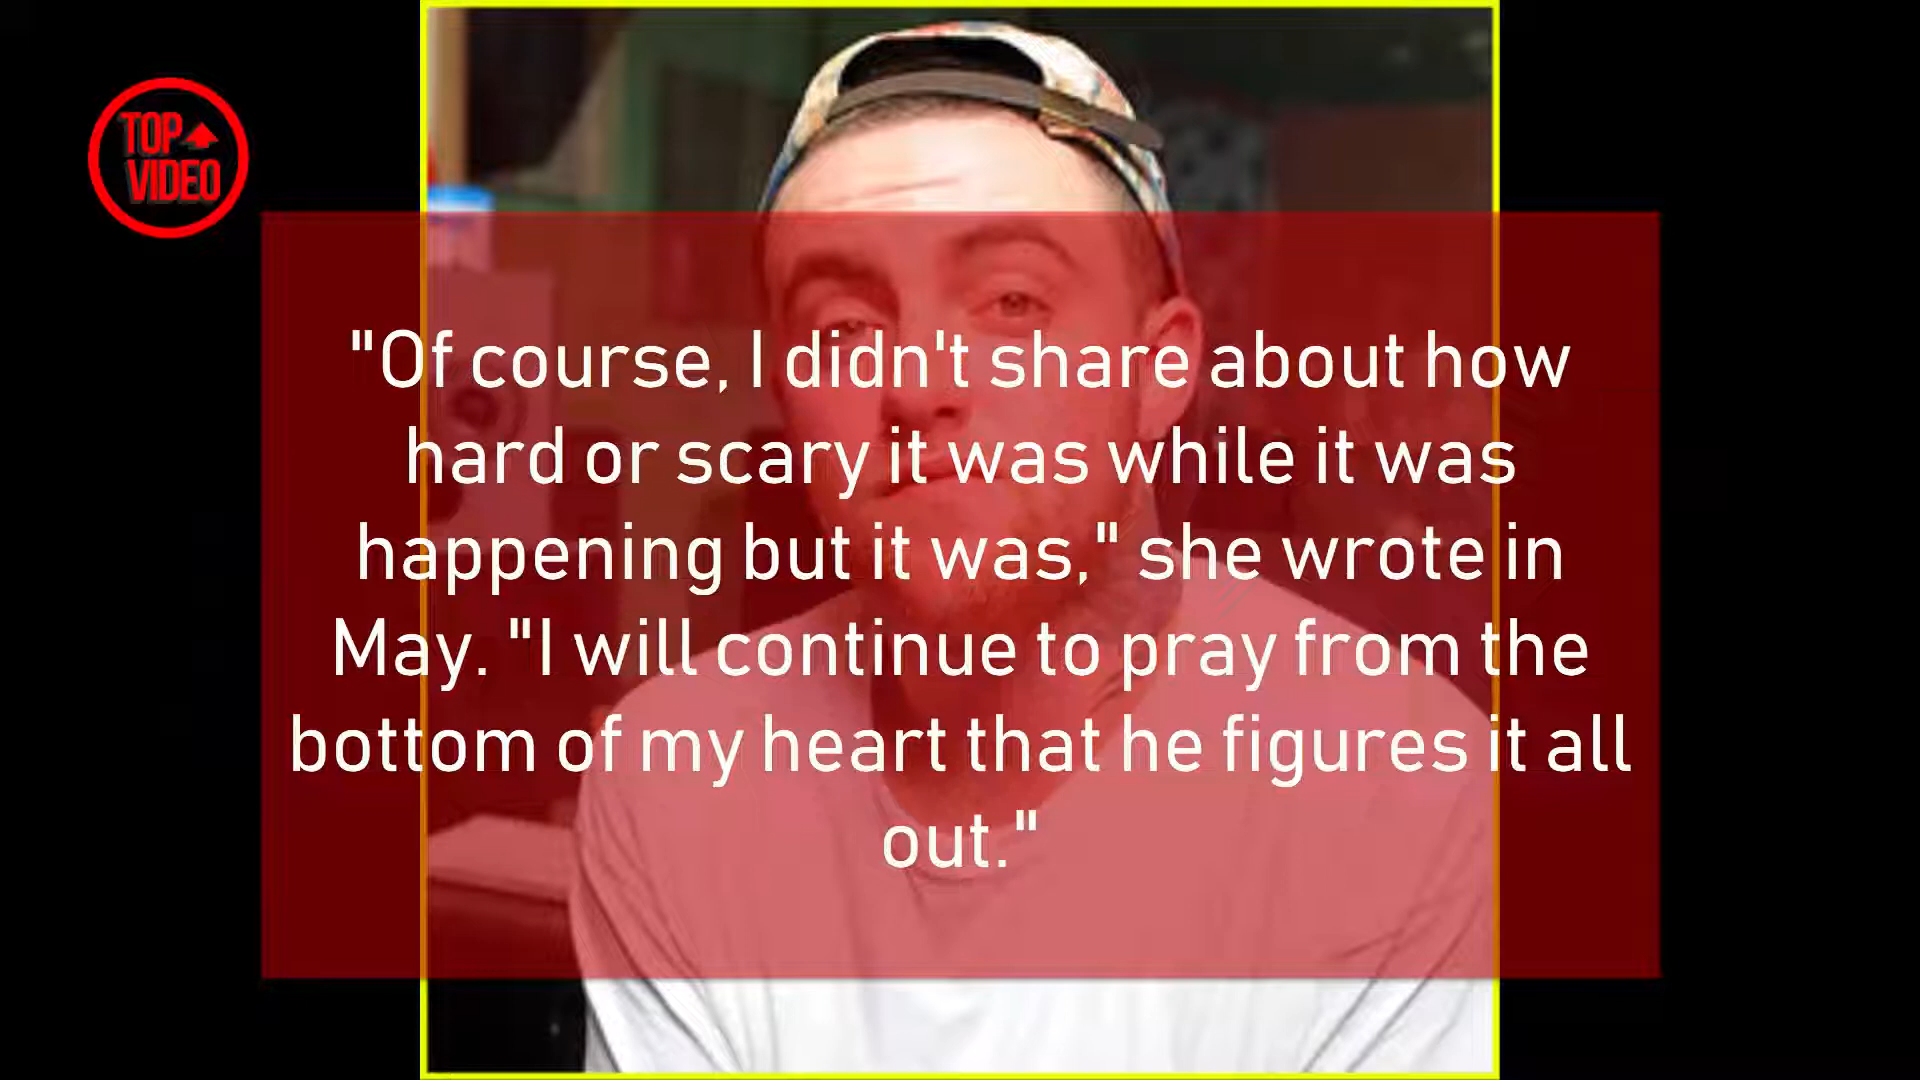 TOP
VIDEO
"Of course, I didn't share about how
hard or scary it was while it was
happening but it was," she wrote in
May. "I will continue to pray from the
bottom of my heart that he figures it all
out."